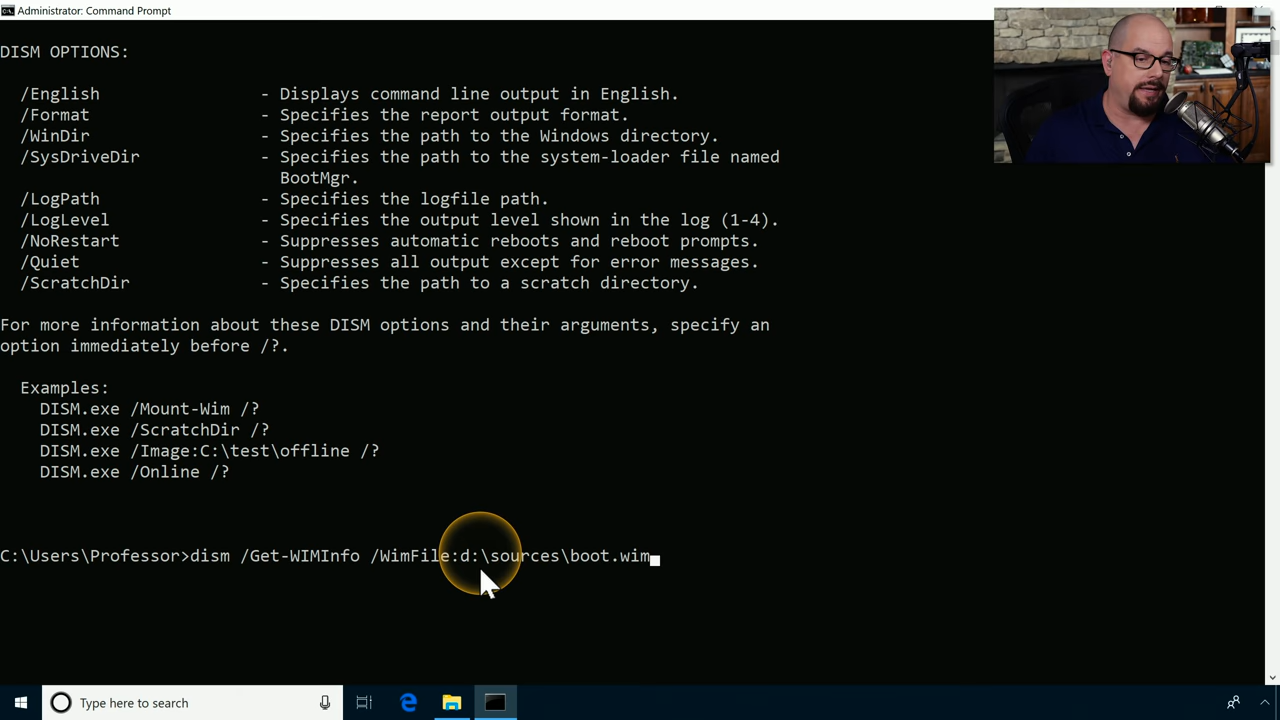 Administrator: Command Prompt
DISM OPTIONS:
/English - Displays command line output in English.
/Format - Specifies the report output format.
/WinDir - Specifies the path to the Windows directory.
/SysDriveDir - Specifies the path to the system-loader file named
BootMgr.
/LogPath - Specifies the logfile path.
/LogLevel - Specifies the output level shown in the log (1-4).
/NoRestart - Suppresses automatic reboots and reboot prompts.
/Quiet - Suppresses all output except for error messages.
/ScratchDir - Specifies the path to a scratch directory.
For more information about these DISM options and their arguments, specify an
option immediately before /?.
Examples:
DISM.exe /Mount-Wim /?
DISM.exe /ScratchDir /?
DISM.exe /Image:C:\test\offline /?
DISM.exe /Online /?
C:\Users\Professor>dism /Get-WIMInfo /WimFile:d:\sources\boot.wim
Type here to search